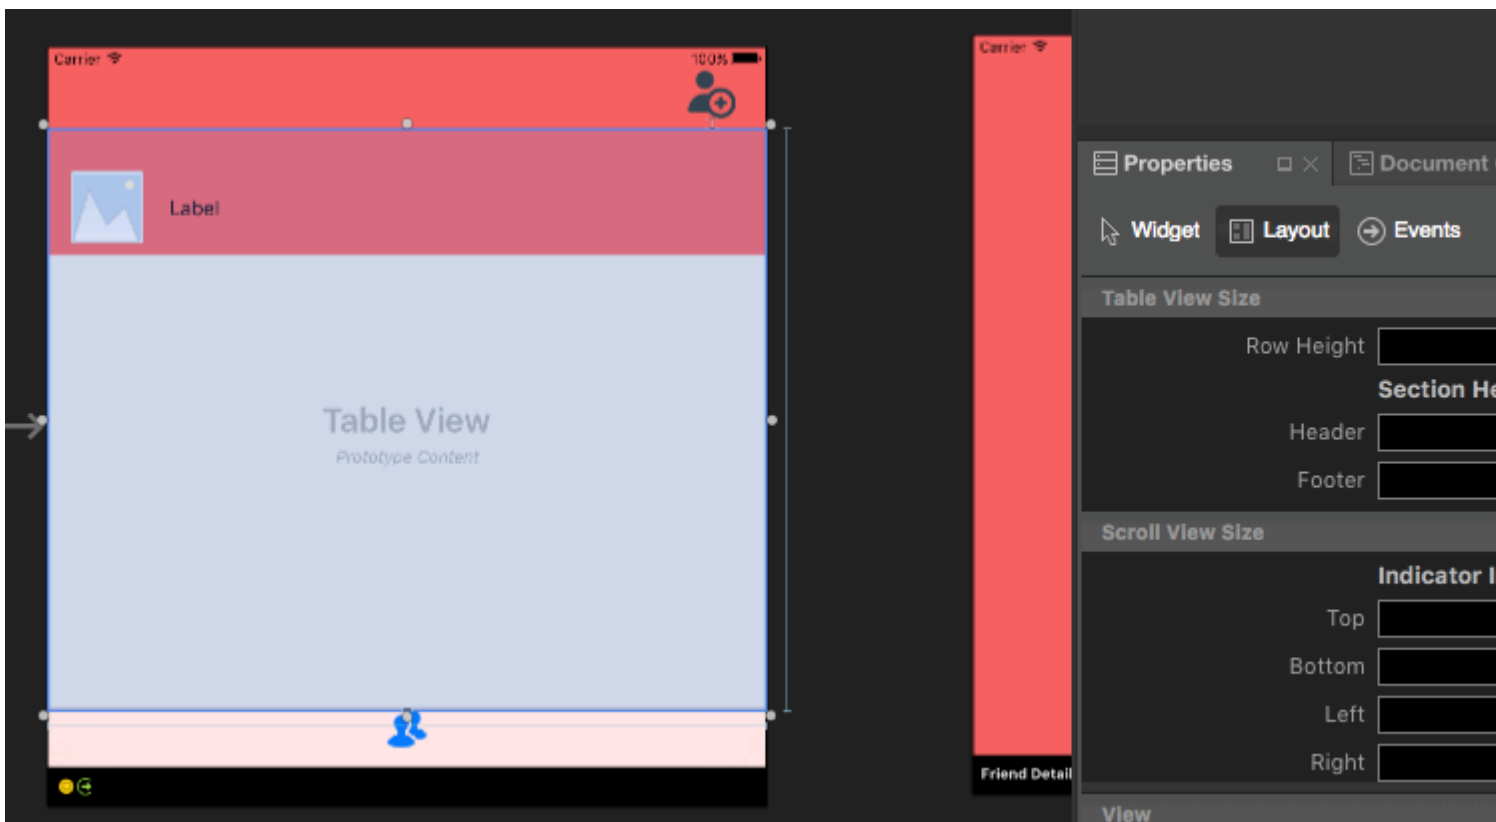 Carrier
100%
Label
Table View
Prototype Content
Carrier
Friend Detail
Properties
Document
Widget
Layout
Events
Table View Size
Row Height
Section He
Header
Footer
Scroll View Size
Indicator I
Top
Bottom
Left
Right
View